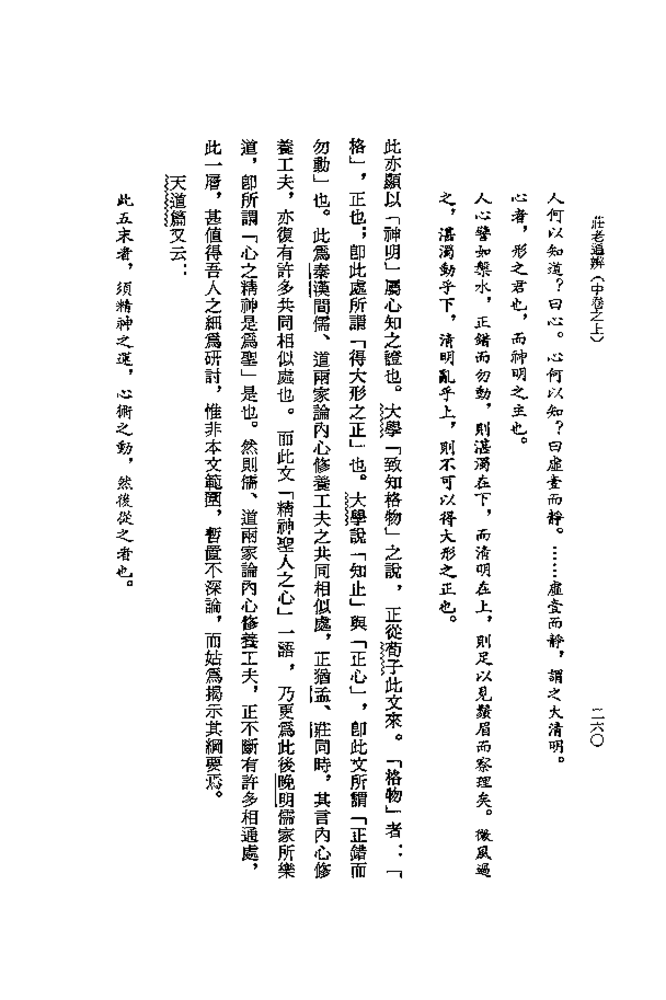 莊老通辨（中卷之上）　　二六〇
人何以知道？曰心。心何以知？曰虛壹而靜。……虛壹而靜，謂之大清明。
心者，形之君也，而神明之主也。
人心譬如槃水，正錯而勿動，則湛濁在下，而清明在上，則足以見鬚眉而察理矣。微風過
之，湛濁動乎下，清明亂乎上，則不可以得大形之正也。
此亦顯以「神明」屬心知之證也。大學「致知格物」之說，正從荀子此文來。「格物」者：「
格」，正也；卽此處所謂「得大形之正」也。大學說「知止」與「正心」，卽此文所謂「正錯而
勿動」也。此爲秦漢間儒、道兩家論內心修養工夫之共同相似處，正猶孟、莊同時，其言內心修
養工夫，亦復有許多共同相似處也。而此文「精神聖人之心」一語，乃更爲此後晚明儒家所樂
道，卽所謂「心之精神是爲聖」是也。然則儒、道兩家論內心修養工夫，正不斷有許多相通處，
此一層，甚值得吾人之細爲研討，惟非本文範圍，暫置不深論，而姑爲揭示其綱要焉。
天道篇又云：
此五末者，須精神之運，心術之動，然後從之者也。